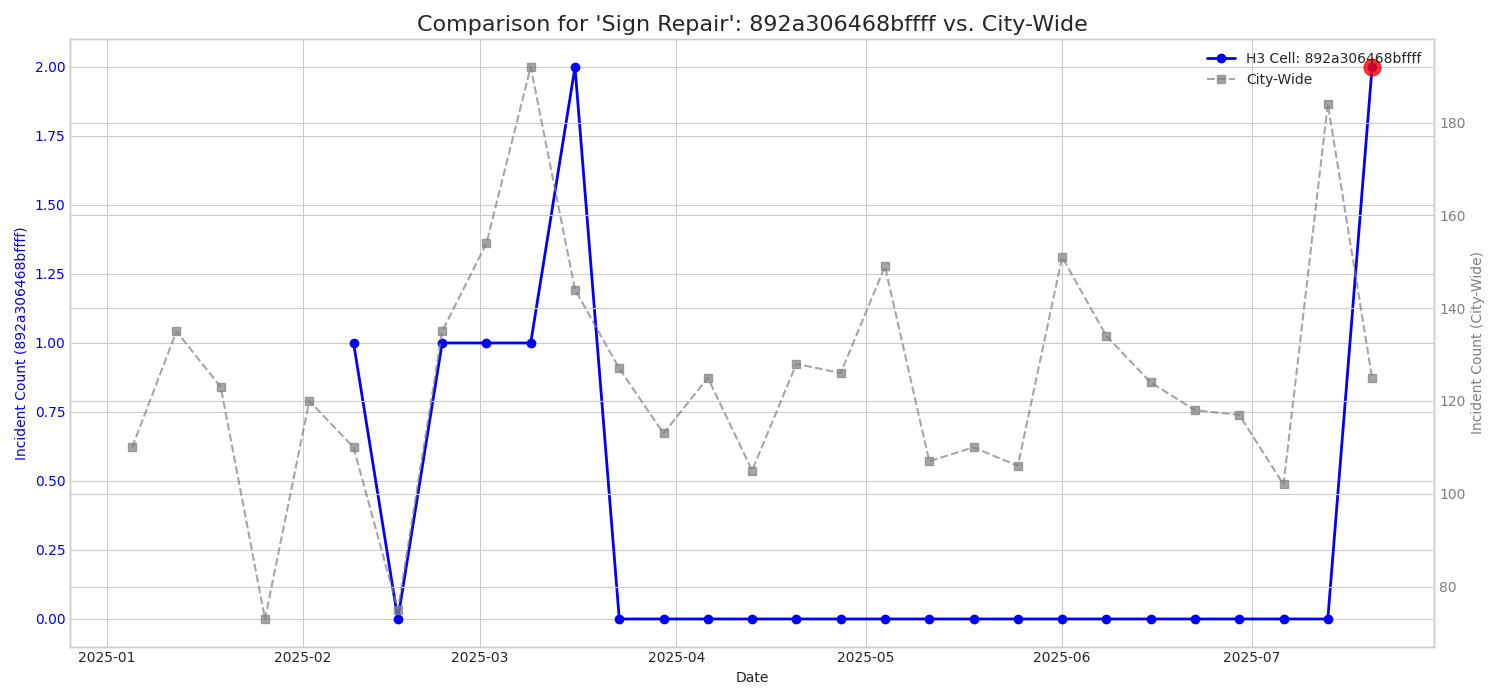 Comparison for 'Sign Repair': 892a306468bffff vs. City-Wide
H3 Cell: 892a306468bffff
City-Wide
Incident Count (892a306468bffff)
2.00
1.75
1.50
1.25
1.00
0.75
0.50
0.25
0.00
180
160
140
120
100
80
Incident Count (City-Wide)
2025-01 2025-02 2025-03 2025-04 2025-05 2025-06 2025-07
Date